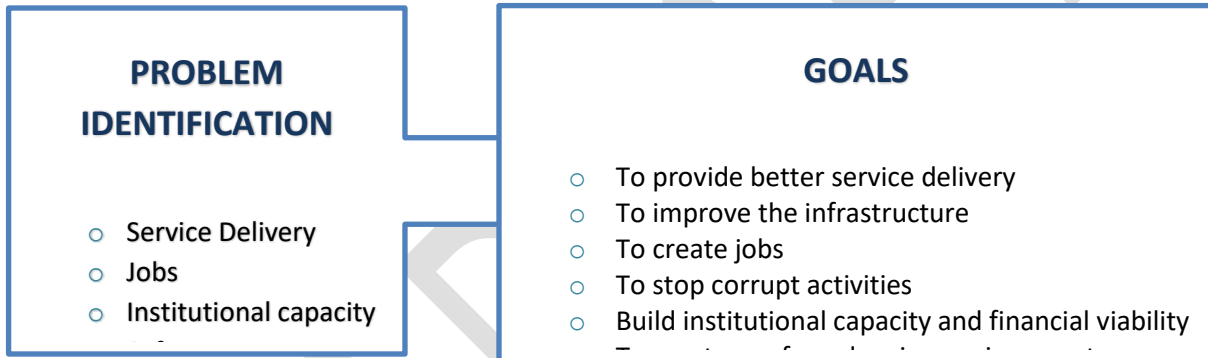 PROBLEM
IDENTIFICATION
○ Service Delivery
○ Jobs
○ Institutional capacity
GOALS
○ To provide better service delivery
○ To improve the infrastructure
○ To create jobs
○ To stop corrupt activities
○ Build institutional capacity and financial viability